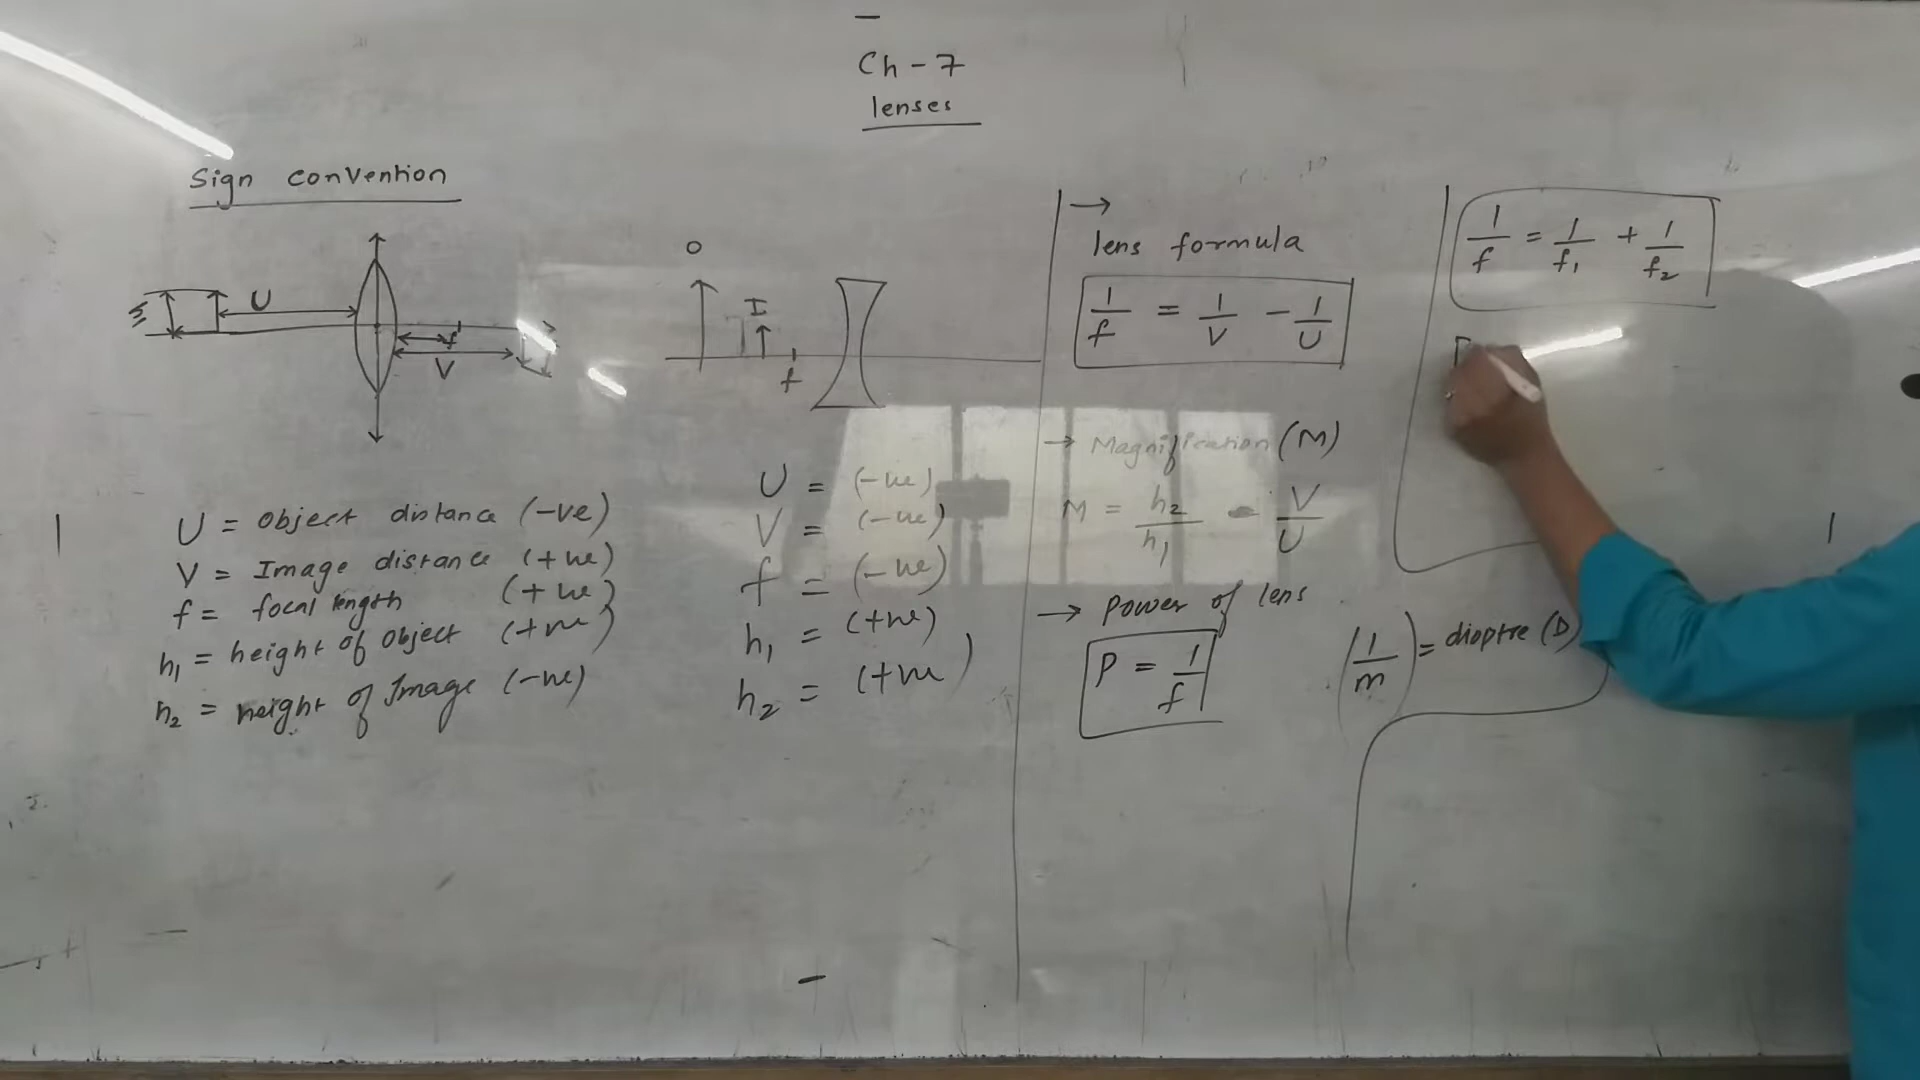 Ch-7
lenses
Sign convention
U
f
V
U = object distance (-ve)
V = Image distance (+ve)
f = focal length (+ve)
h₁ = height of object (+ve)
h₂ = height of Image (-ve)
O
I
f
U = (-ve)
V = (-ve)
f = (-ve)
h₁ = (+ve)
h₂ = (+ve)
→
lens formula
1/f = 1/V - 1/U
→ Magnification (M)
M = h₂/h₁ = V/U
→ Power of lens
P = 1/f
(1/m) = dioptre (D)
1/f = 1/f₁ + 1/f₂